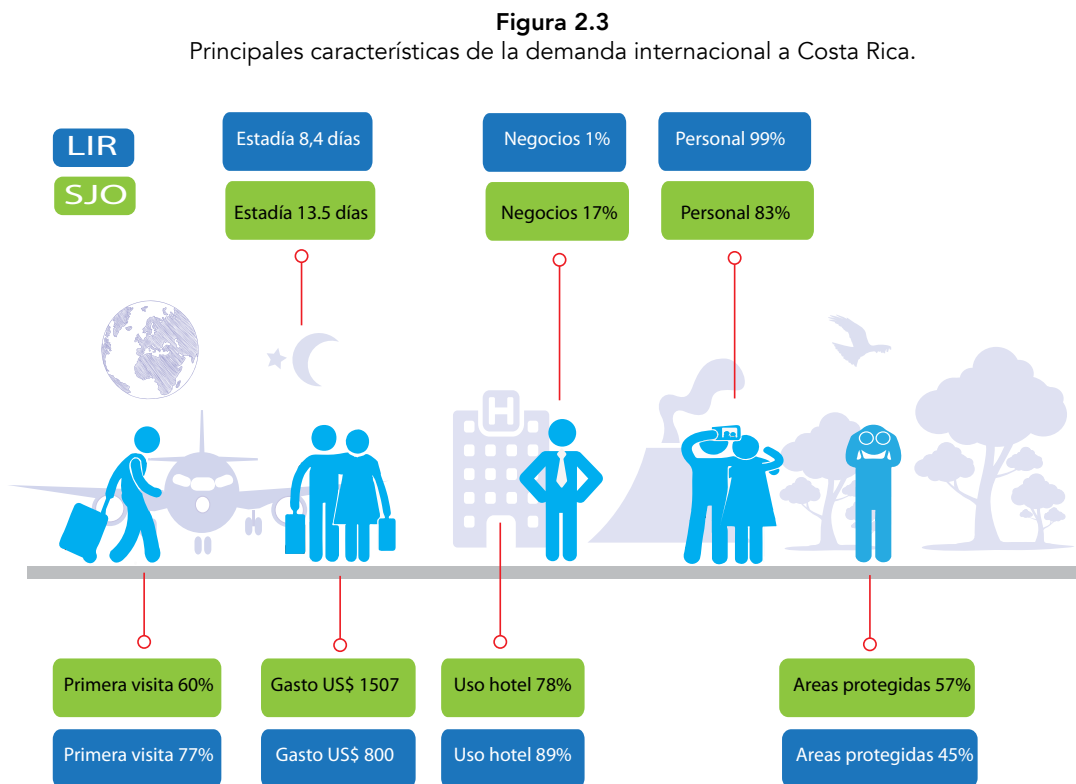 Figura 2.3
Principales características de la demanda internacional a Costa Rica.
LIR
SJO
Estadía 8,4 días
Estadía 13.5 días
Negocios 1%
Negocios 17%
Personal 99%
Personal 83%
H
Primera visita 60%
Primera visita 77%
Gasto US$ 1507
Gasto US$ 800
Uso hotel 78%
Uso hotel 89%
Areas protegidas 57%
Areas protegidas 45%